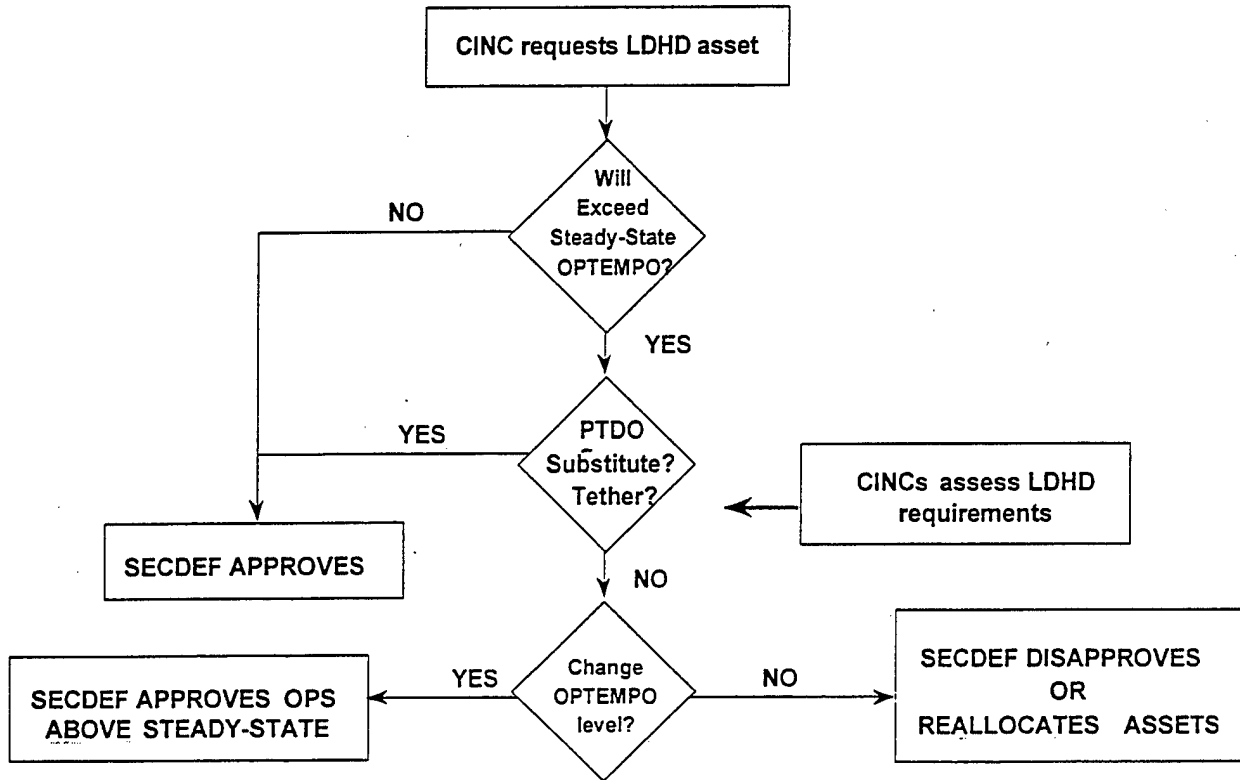 CINC requests LDHD asset
Will
Exceed
Steady-State
OPTEMPO?
NO
YES
PTDO
Substitute?
Tether?
YES
CINCs assess LDHD
requirements
SECDEF APPROVES
NO
Change
OPTEMPO
level?
YES
NO
SECDEF APPROVES OPS
ABOVE STEADY-STATE
SECDEF DISAPPROVES
OR
REALLOCATES ASSETS